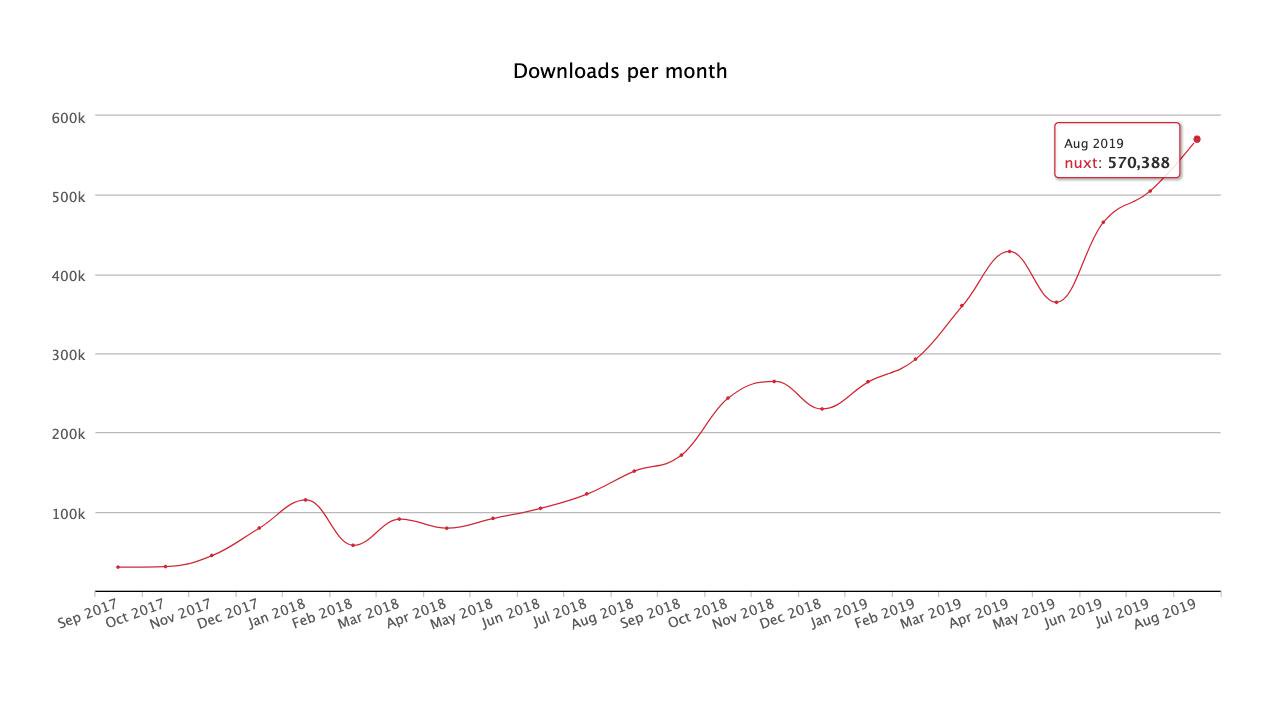 Downloads per month
600k
500k
400k
300k
200k
100k
Aug 2019
nuxt: 570,388
Sep 2017
Oct 2017
Nov 2017
Dec 2017
Jan 2018
Feb 2018
Mar 2018
Apr 2018
May 2018
Jun 2018
Jul 2018
Aug 2018
Sep 2018
Oct 2018
Nov 2018
Dec 2018
Jan 2019
Feb 2019
Mar 2019
Apr 2019
May 2019
Jun 2019
Jul 2019
Aug 2019